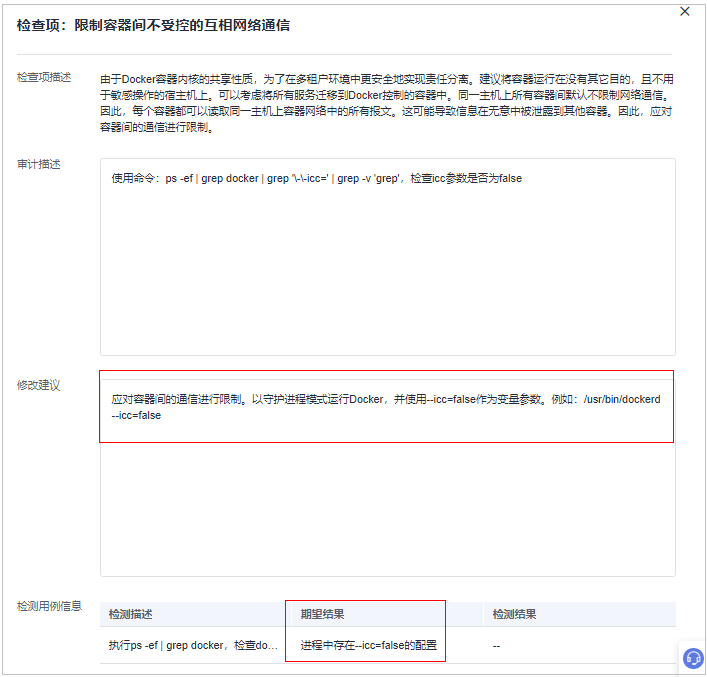 检查项：限制容器间不受控的互相网络通信
检查项描述
由于Docker容器内核的共享性质，为了在多租户环境中更安全地实现责任分离。建议将容器运行在没有其它目的，且不用
于敏感操作的宿主机上。可以考虑将所有服务迁移到Docker控制的容器中。同一主机上所有容器间默认不限制网络通信。
因此，每个容器都可以读取同一主机上容器网络中的所有报文。这可能导致信息在无意中被泄露到其他容器。因此，应对
容器间的通信进行限制。
审计描述
使用命令：ps -ef | grep docker | grep '\-\-icc=' | grep -v 'grep'，检查icc参数是否为false
修改建议
应对容器间的通信进行限制。以守护进程模式运行Docker，并使用--icc=false作为变量参数。例如：/usr/bin/dockerd
--icc=false
检测用例信息
检测描述 期望结果 检测结果
执行ps -ef | grep docker，检查do... 进程中存在--icc=false的配置 --